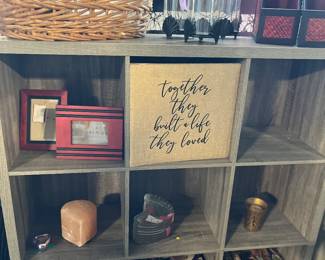 together
they
built a life
they loved